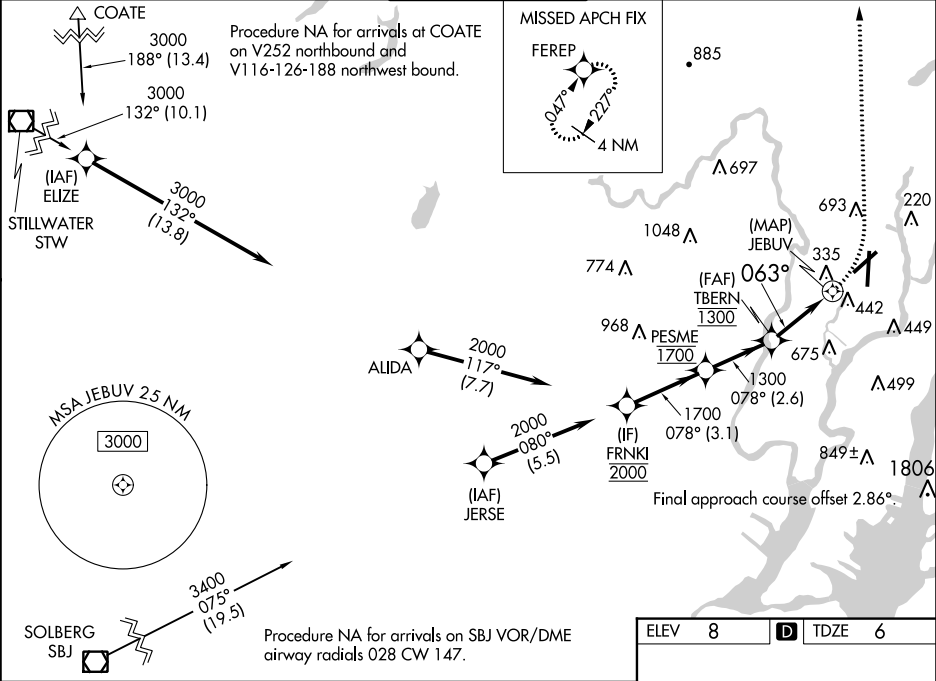 COATE
3000
188° (13.4)
Procedure NA for arrivals at COATE
on V252 northbound and
V116-126-188 northwest bound.
MISSED APCH FIX
FEREP
047°
227°
4 NM
885
3000
132° (10.1)
(IAF)
ELIZE
STILLWATER
STW
3000
132°
(13.8)
697
693
220
1048
(MAP)
JEBUV
335
774
063°
(FAF)
TBERN
1300
442
968
PESME
1700
675
449
ALIDA
2000
117°
(7.7)
1300
078° (2.6)
499
1700
078° (3.1)
MSA JEBUV 25 NM
3000
2000
080°
(5.5)
(IF)
FRNKI
2000
849±
1806
(IAF)
JERSE
Final approach course offset 2.86°.
3400
075°
(19.5)
SOLBERG
SBJ
Procedure NA for arrivals on SBJ VOR/DME
airway radials 028 CW 147.
ELEV 8 D TDZE 6